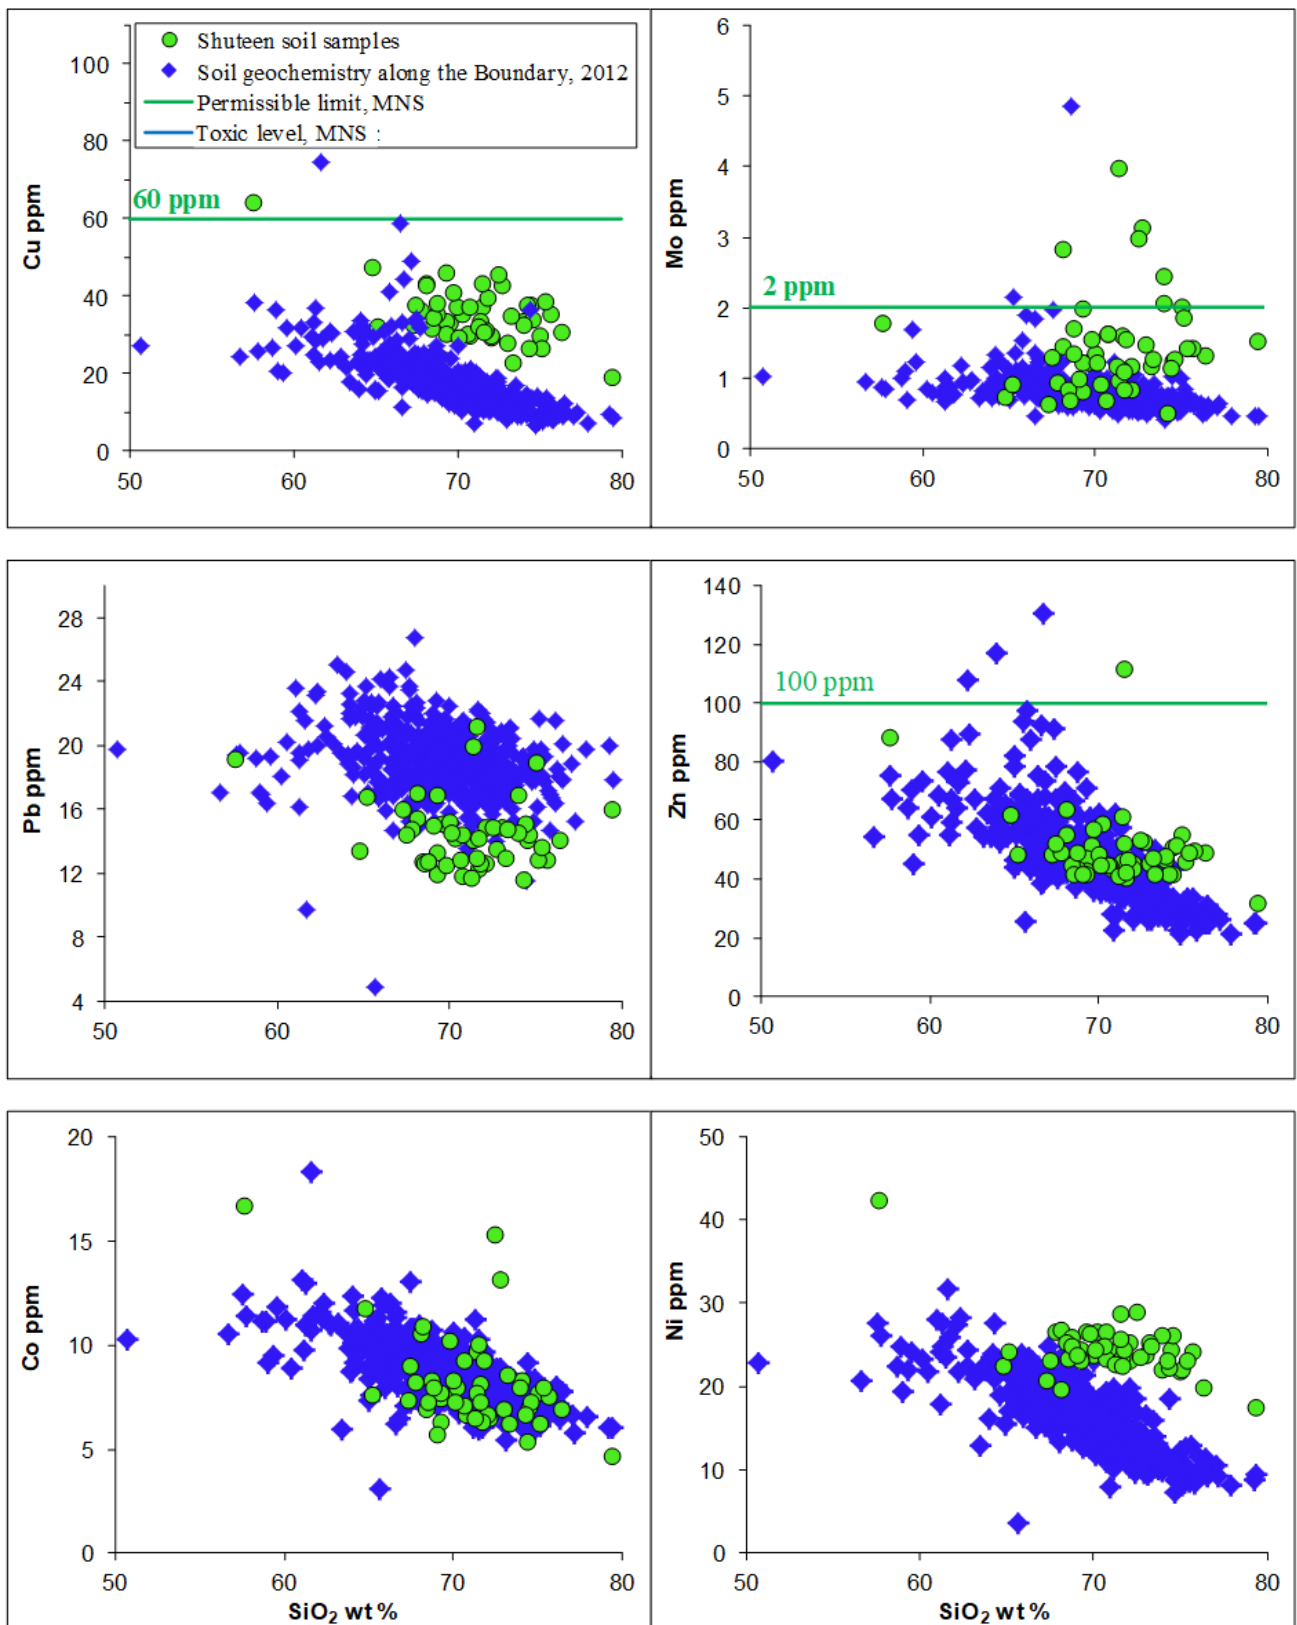 Cu ppm
100
80
60
40
20
0
50 60 70 80
Shuteen soil samples
Soil geochemistry along the Boundary, 2012
Permissible limit, MNS
Toxic level, MNS :
60 ppm
Mo ppm
6
5
4
3
2
1
0
50 60 70 80
2 ppm
Pb ppm
28
24
20
16
12
8
4
50 60 70 80
Zn ppm
140
120
100
80
60
40
20
0
50 60 70 80
100 ppm
Co ppm
20
15
10
5
0
50 60 70 80
SiO₂ wt %
Ni ppm
50
40
30
20
10
0
50 60 70 80
SiO₂ wt %